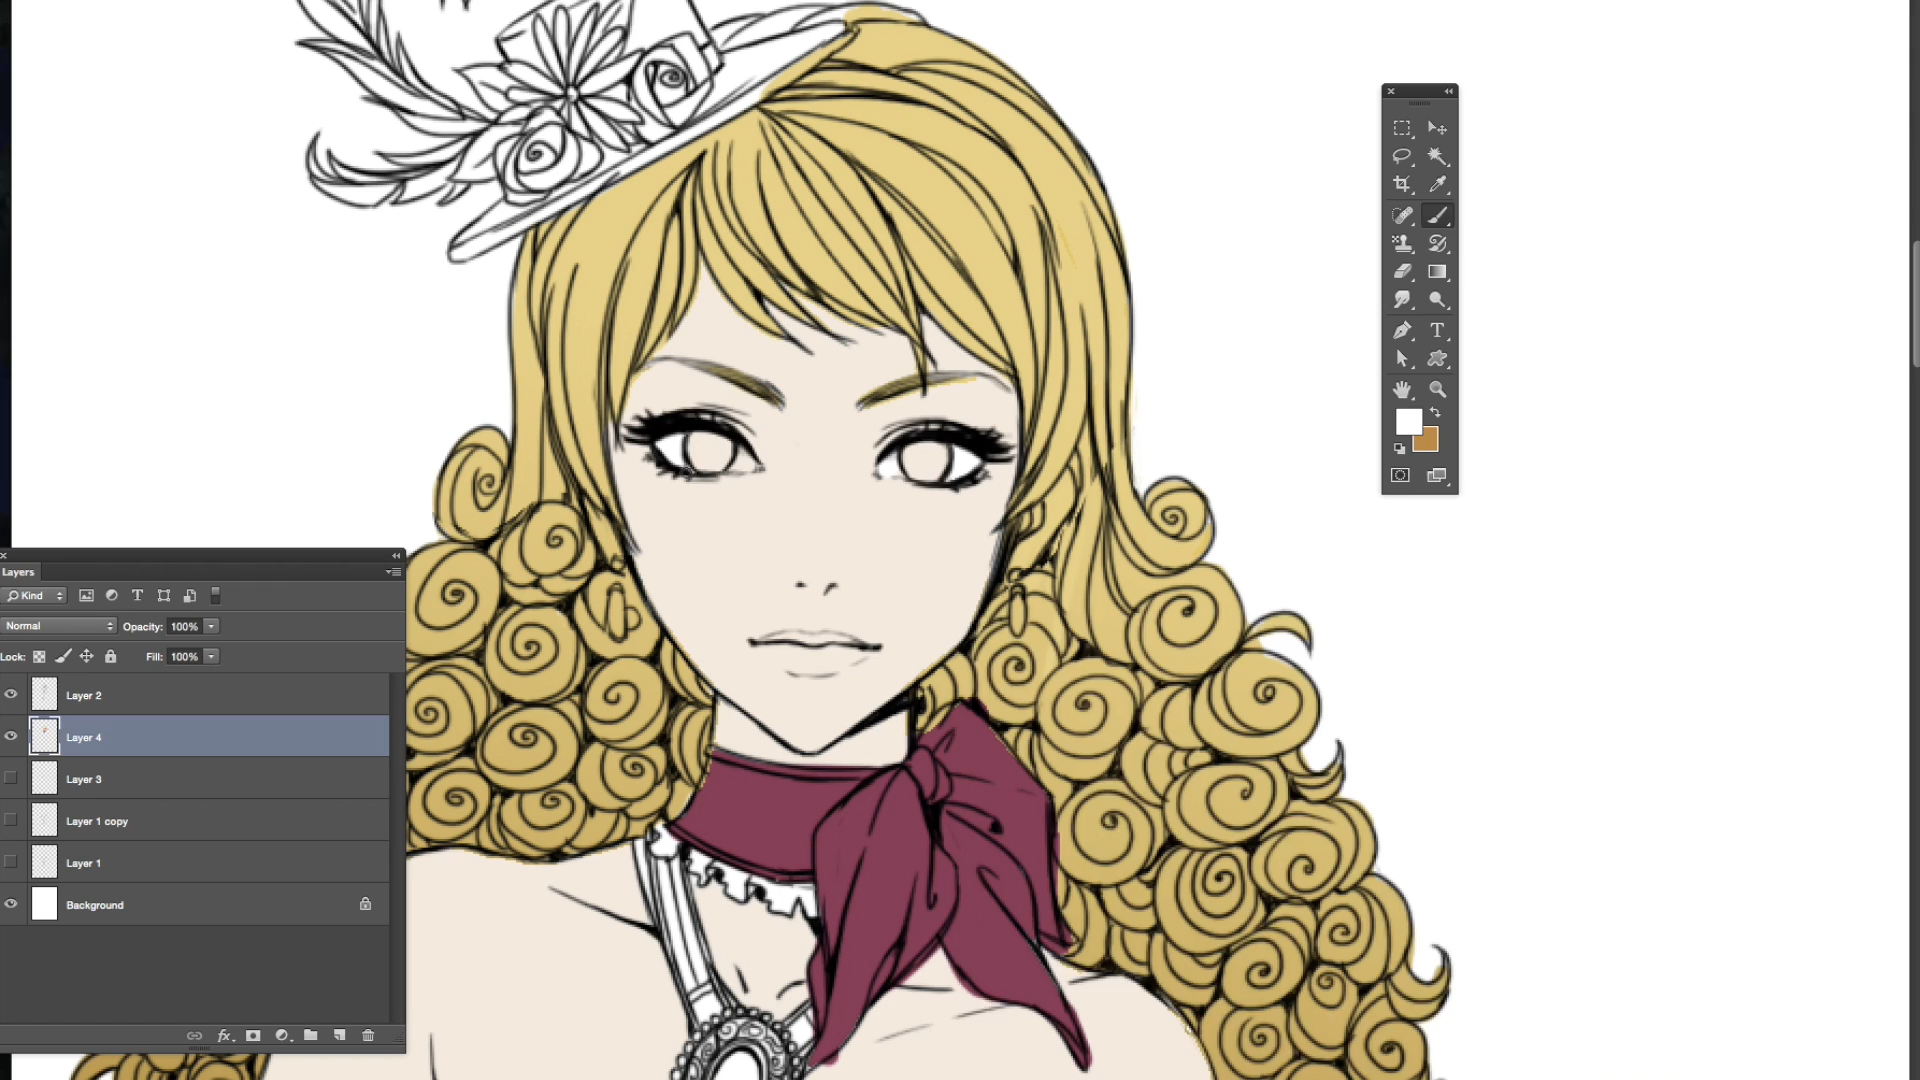 Layers
Kind
Normal Opacity: 100%
Lock: Fill: 100%
Layer 2
Layer 4
Layer 3
Layer 1 copy
Layer 1
Background
fx